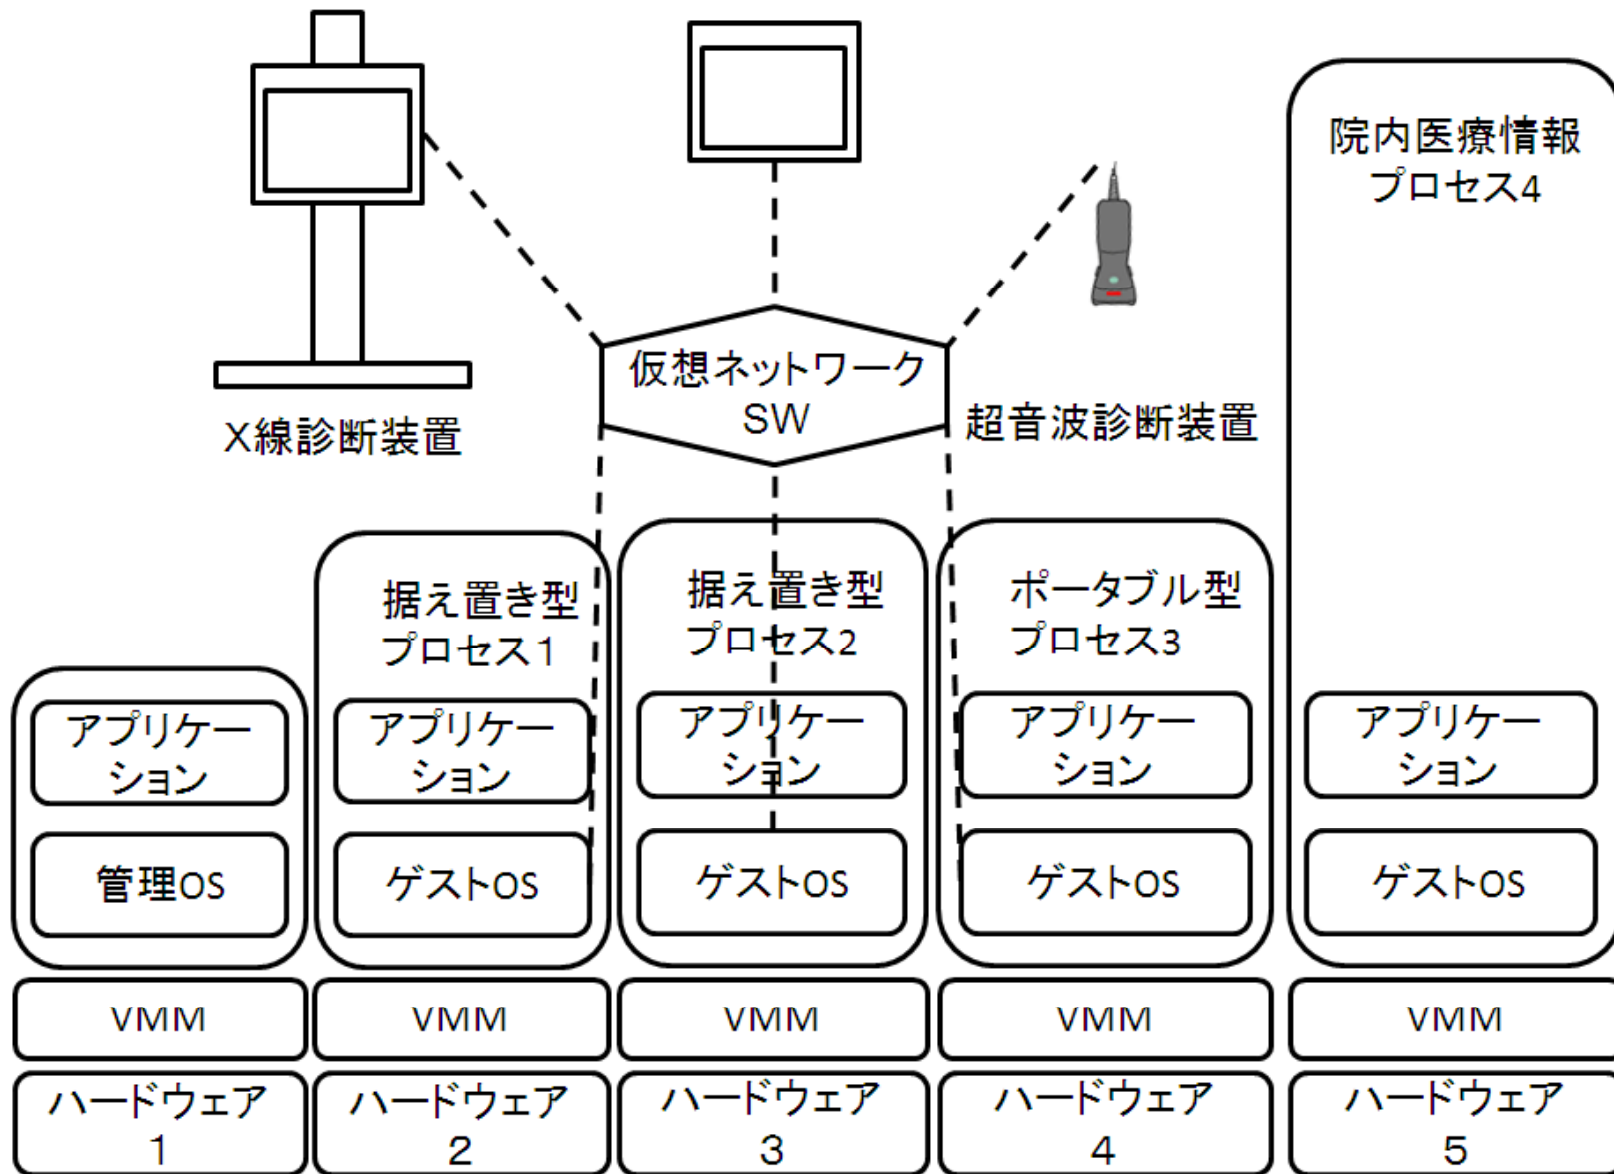 院内医療情報
プロセス4
仮想ネットワーク
SW
X線診断装置
超音波診断装置
据え置き型
プロセス1
据え置き型
プロセス2
ポータブル型
プロセス3
アプリケー
ション
アプリケー
ション
アプリケー
ション
アプリケー
ション
アプリケー
ション
管理OS
ゲストOS
ゲストOS
ゲストOS
ゲストOS
VMM
VMM
VMM
VMM
VMM
ハードウェア
1
ハードウェア
2
ハードウェア
3
ハードウェア
4
ハードウェア
5